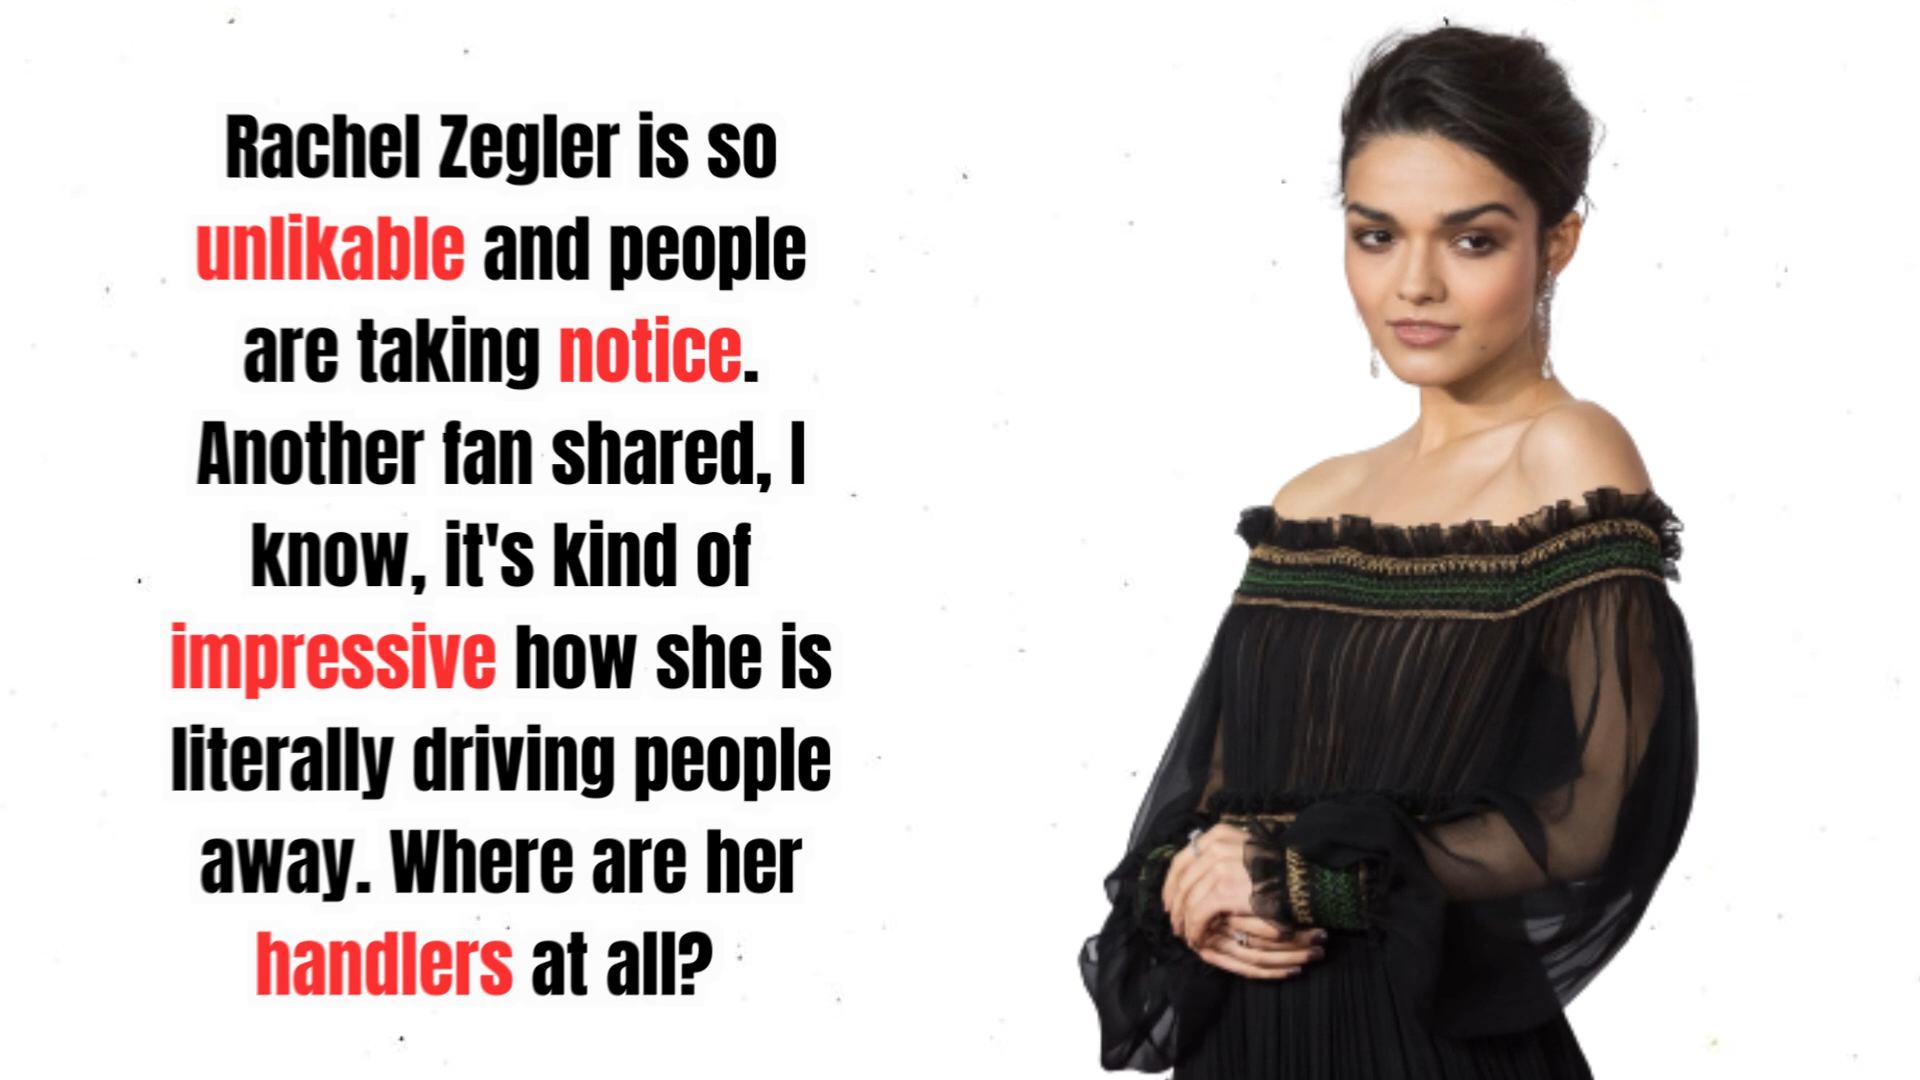 Rachel Zegler is so
unlikable and people
are taking notice.
Another fan shared, I
know, it's kind of
impressive how she is
literally driving people
away. Where are her
handlers at all?